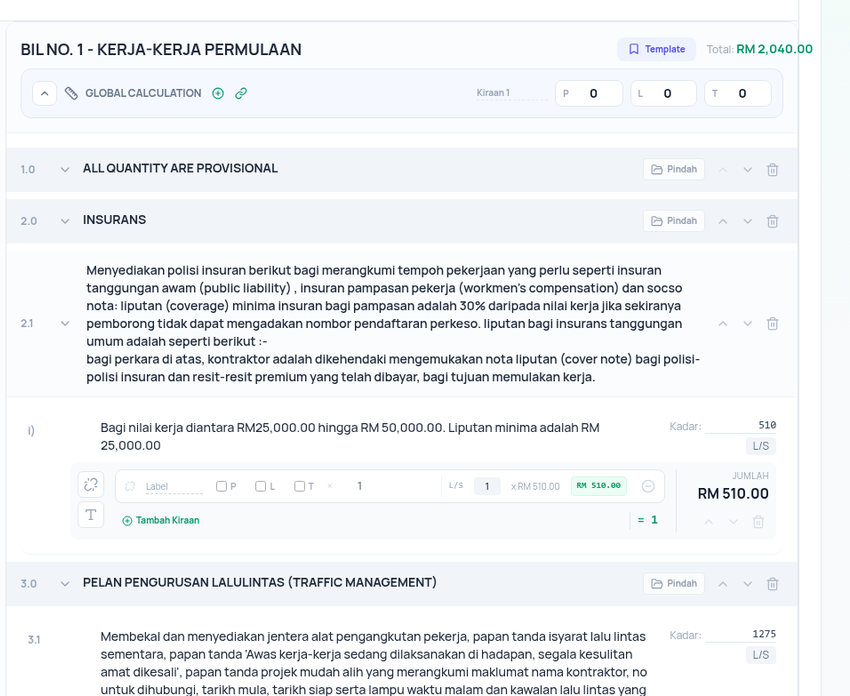 BIL NO. 1 - KERJA-KERJA PERMULAAN
Template
Total: RM 2,040.00
GLOBAL CALCULATION
Kiraan 1
P 0
L 0
T 0
1.0 ALL QUANTITY ARE PROVISIONAL Pindah
2.0 INSURANS Pindah
Menyediakan polisi insuran berikut bagi merangkumi tempoh pekerjaan yang perlu seperti insuran
tanggungan awam (public liability) , insuran pampasan pekerja (workmen's compensation) dan socso
nota: liputan (coverage) minima insuran bagi pampasan adalah 30% daripada nilai kerja jika sekiranya
2.1 pemborong tidak dapat mengadakan nombor pendaftaran perkeso. liputan bagi insurans tanggungan
umum adalah seperti berikut :-
bagi perkara di atas, kontraktor adalah dikehendaki mengemukakan nota liputan (cover note) bagi polisi-
polisi insuran dan resit-resit premium yang telah dibayar, bagi tujuan memulakan kerja.
i) Bagi nilai kerja diantara RM25,000.00 hingga RM 50,000.00. Liputan minima adalah RM
25,000.00
Kadar: 510
L/S
Label P L T × 1 L/S 1 x RM 510.00 RM 510.00
Tambah Kiraan = 1
JUMLAH
RM 510.00
3.0 PELAN PENGURUSAN LALULINTAS (TRAFFIC MANAGEMENT) Pindah
3.1 Membekal dan menyediakan jentera alat pengangkutan pekerja, papan tanda isyarat lalu lintas
sementara, papan tanda 'Awas kerja-kerja sedang dilaksanakan di hadapan, segala kesulitan
amat dikesali', papan tanda projek mudah alih yang merangkumi maklumat nama kontraktor, no
untuk dihubungi, tarikh mula, tarikh siap serta lampu waktu malam dan kawalan lalu lintas yang
Kadar: 1275
L/S